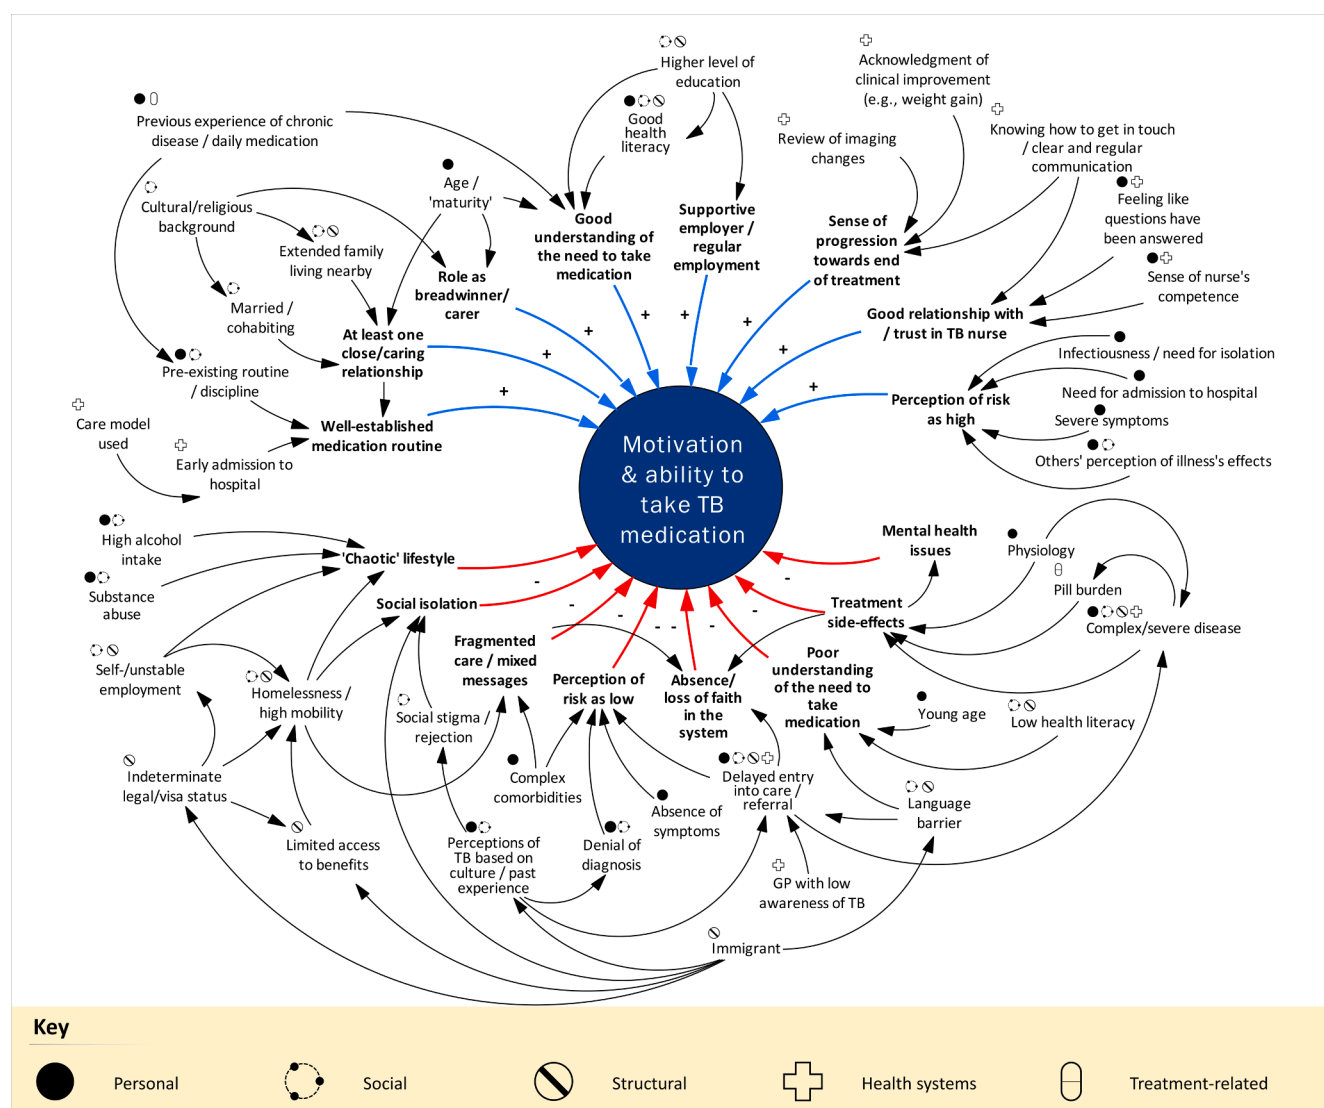 Higher level of
education
Acknowledgment of
clinical improvement
(e.g., weight gain)
Previous experience of chronic
disease / daily medication
Good
health
literacy
Review of imaging
changes
Knowing how to get in touch
/ clear and regular
communication
Age /
'maturity'
Cultural/religious
background
Feeling like
questions have
been answered
Extended family
living nearby
Good
understanding of
the need to take
medication
Supportive
employer /
regular
employment
Sense of
progression
towards end
of treatment
Role as
breadwinner/
carer
Sense of nurse's
competence
Married /
cohabiting
At least one
close/caring
relationship
Good relationship with
/ trust in TB nurse
+
+
+
+
+
+
+
+
Infectiousness / need for isolation
Pre-existing routine
/ discipline
Need for admission to hospital
Perception of risk
as high
Severe symptoms
Care model
used
Well-established
medication routine
Others' perception of illness's effects
Early admission to
hospital
Motivation
& ability to
take TB
medication
High alcohol
intake
'Chaotic' lifestyle
Mental health
issues
Physiology
Pill burden
Substance
abuse
Social isolation
Treatment
side-effects
Complex/severe disease
-
-
-
- -
-
-
-
Fragmented
care / mixed
messages
Self-/unstable
employment
Homelessness /
high mobility
Perception of
risk as low
Absence/
loss of faith
in the
system
Poor
understanding
of the need to
take
medication
Social stigma /
rejection
Young age
Low health literacy
Indeterminate
legal/visa status
Complex
comorbidities
Delayed entry
into care /
referral
Absence of
symptoms
Language
barrier
Limited access
to benefits
Perceptions of
TB based on
culture / past
experience
Denial of
diagnosis
GP with low
awareness of TB
Immigrant
Key
Personal
Social
Structural
Health systems
Treatment-related